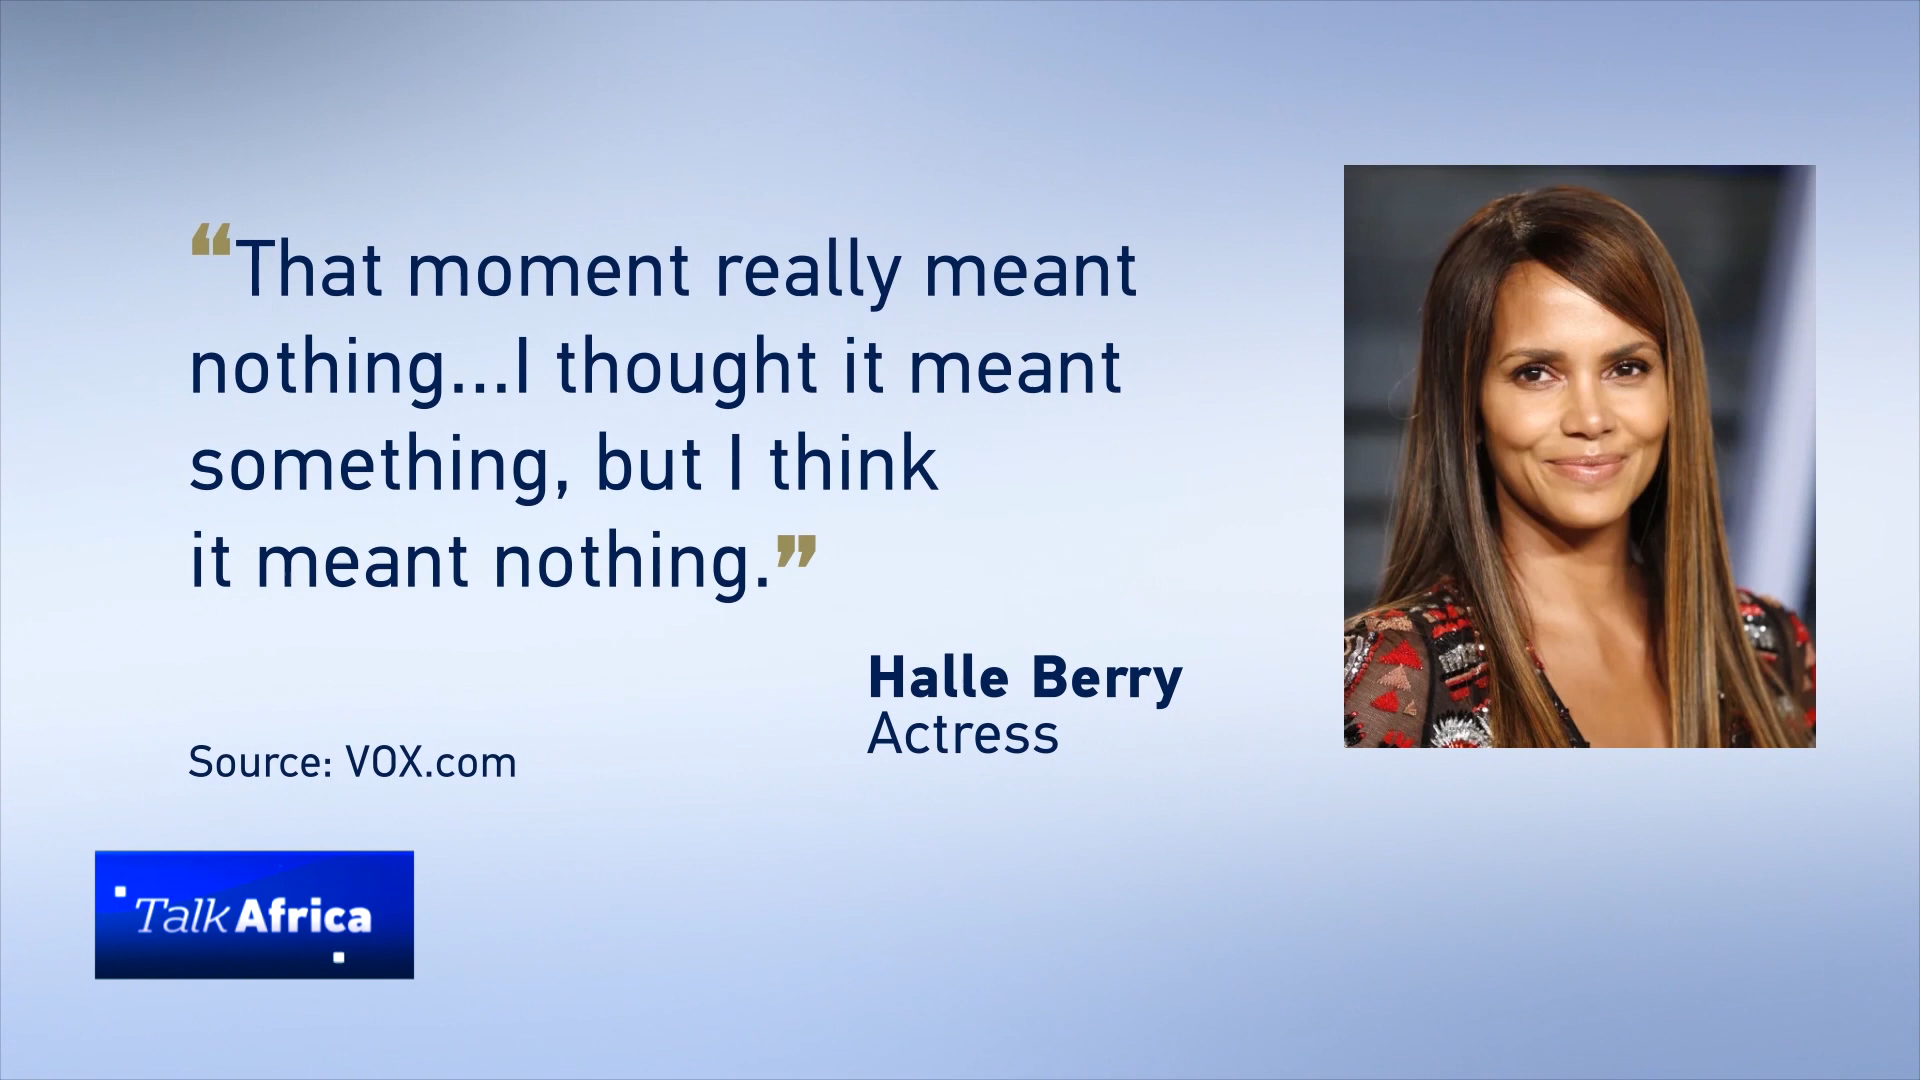 “That moment really meant
nothing...I thought it meant
something, but I think
it meant nothing.”
Halle Berry
Actress
Source: VOX.com
Talk Africa